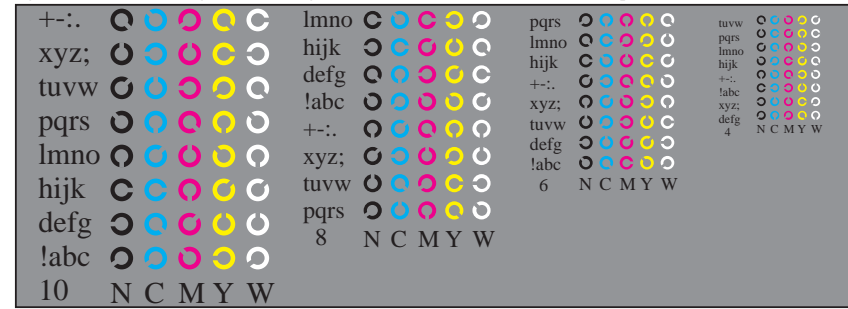 +-:.
xyz;
tuvw
pqrs
lmno
hijk
defg
!abc
10 N C M Y W
lmno
hijk
defg
!abc
+-:.
xyz;
tuvw
pqrs
8 N C M Y W
pqrs
lmno
hijk
+-:.
xyz;
tuvw
defg
!abc
6 N C M Y W
tuvw
pqrs
lmno
hijk
+-:.
!abc
xyz;
defg
4 N C M Y W